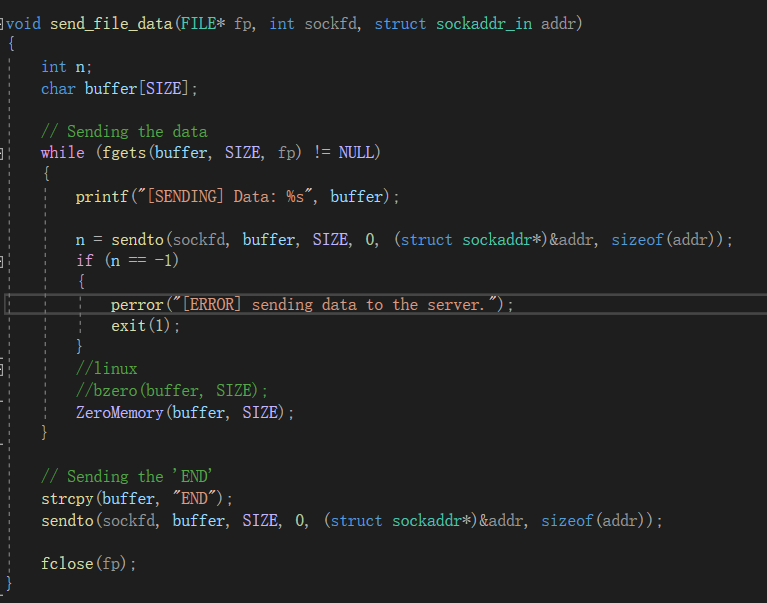 void send_file_data(FILE* fp, int sockfd, struct sockaddr_in addr)
{
int n;
char buffer[SIZE];
// Sending the data
while (fgets(buffer, SIZE, fp) != NULL)
{
printf("[SENDING] Data: %s", buffer);
n = sendto(sockfd, buffer, SIZE, 0, (struct sockaddr*)&addr, sizeof(addr));
if (n == -1)
{
perror("[ERROR] sending data to the server.");
exit(1);
}
//linux
//bzero(buffer, SIZE);
ZeroMemory(buffer, SIZE);
}
// Sending the 'END'
strcpy(buffer, "END");
sendto(sockfd, buffer, SIZE, 0, (struct sockaddr*)&addr, sizeof(addr));
fclose(fp);
}